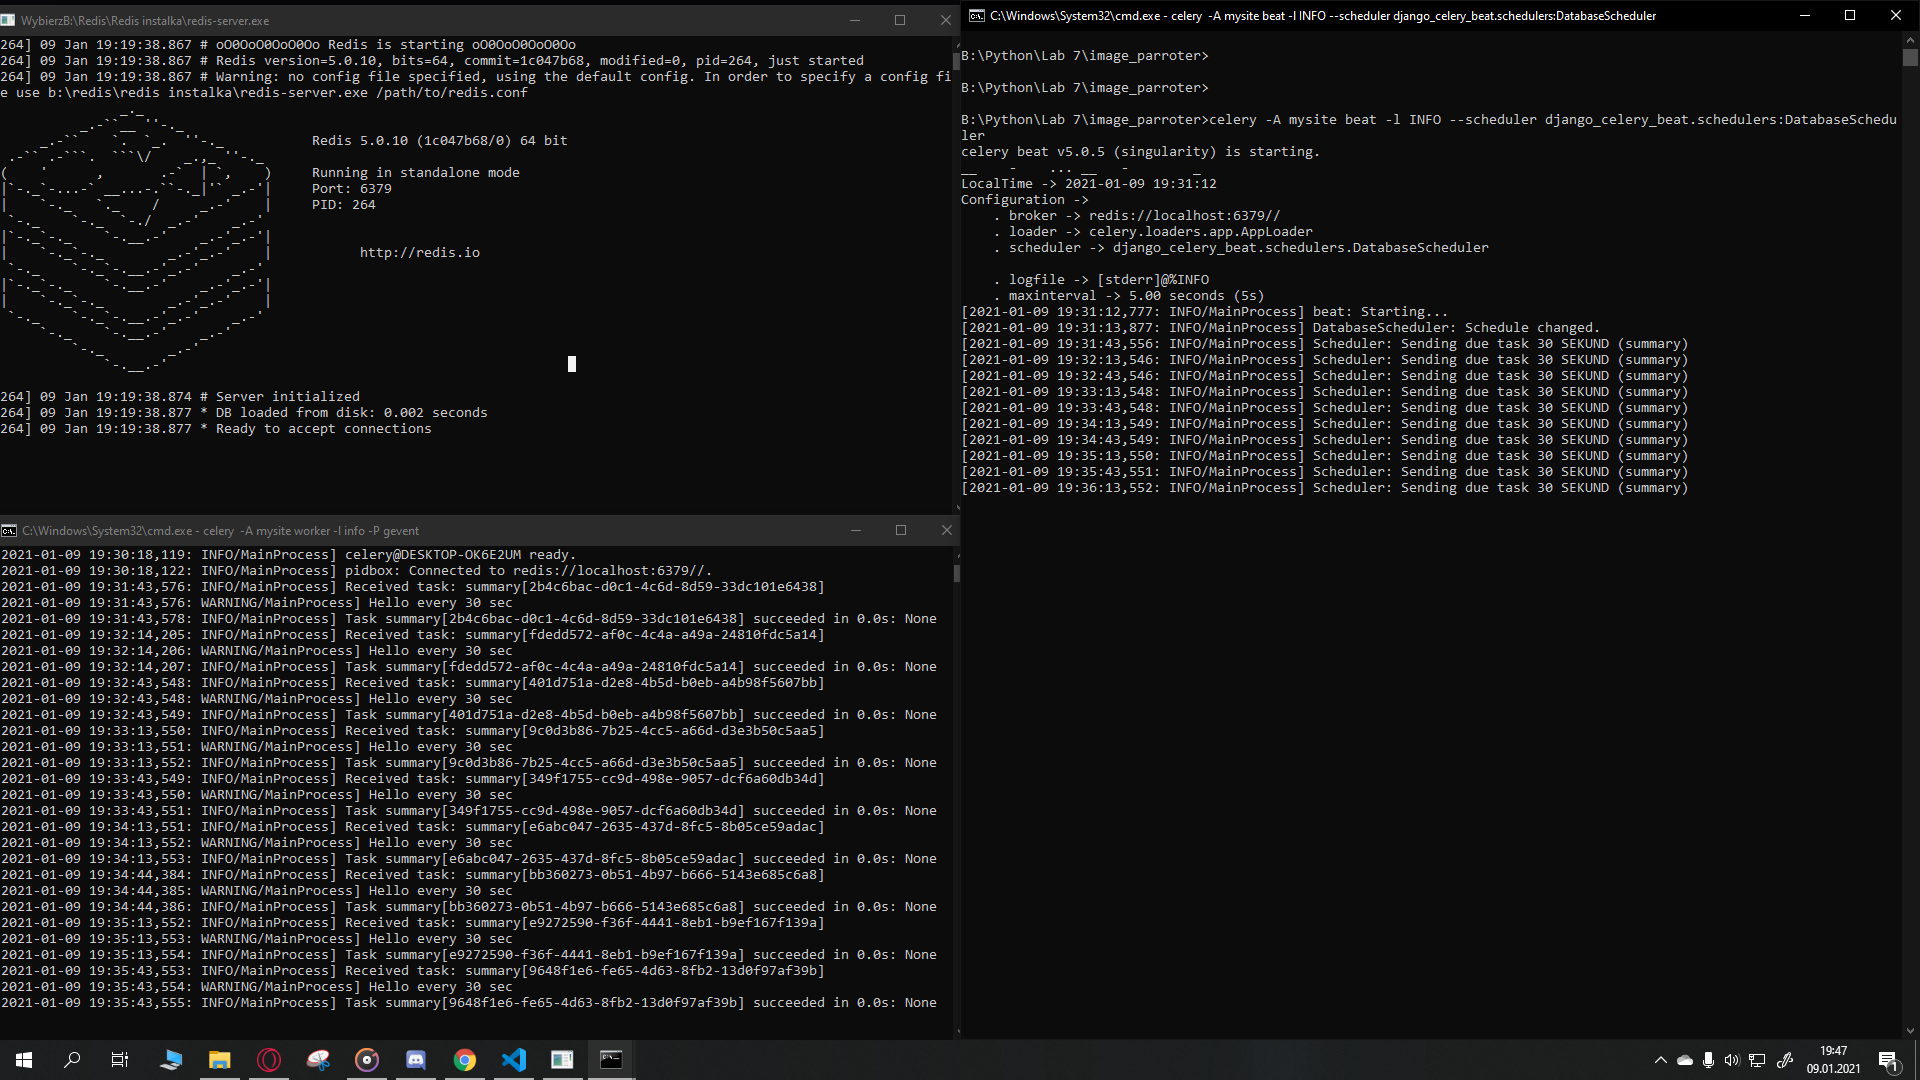 WybierzB:\Redis\Redis instalka\redis-server.exe
264] 09 Jan 19:19:38.867 # oO0OoO0OoO0Oo Redis is starting oO0OoO0OoO0Oo
264] 09 Jan 19:19:38.867 # Redis version=5.0.10, bits=64, commit=1c047b68, modified=0, pid=264, just started
264] 09 Jan 19:19:38.867 # Warning: no config file specified, using the default config. In order to specify a config fi
e use b:\redis\redis instalka\redis-server.exe /path/to/redis.conf
Redis 5.0.10 (1c047b68/0) 64 bit
Running in standalone mode
Port: 6379
PID: 264
http://redis.io
264] 09 Jan 19:19:38.874 # Server initialized
264] 09 Jan 19:19:38.877 * DB loaded from disk: 0.002 seconds
264] 09 Jan 19:19:38.877 * Ready to accept connections
C:\Windows\System32\cmd.exe - celery  -A mysite worker -l info -P gevent
2021-01-09 19:30:18,119: INFO/MainProcess] celery@DESKTOP-OK6E2UM ready.
2021-01-09 19:30:18,122: INFO/MainProcess] pidbox: Connected to redis://localhost:6379//.
2021-01-09 19:31:43,576: INFO/MainProcess] Received task: summary[2b4c6bac-d0c1-4c6d-8d59-33dc101e6438]
2021-01-09 19:31:43,576: WARNING/MainProcess] Hello every 30 sec
2021-01-09 19:31:43,578: INFO/MainProcess] Task summary[2b4c6bac-d0c1-4c6d-8d59-33dc101e6438] succeeded in 0.0s: None
2021-01-09 19:32:14,205: INFO/MainProcess] Received task: summary[fdedd572-af0c-4c4a-a49a-24810fdc5a14]
2021-01-09 19:32:14,206: WARNING/MainProcess] Hello every 30 sec
2021-01-09 19:32:14,207: INFO/MainProcess] Task summary[fdedd572-af0c-4c4a-a49a-24810fdc5a14] succeeded in 0.0s: None
2021-01-09 19:32:43,548: INFO/MainProcess] Received task: summary[401d751a-d2e8-4b5d-b0eb-a4b98f5607bb]
2021-01-09 19:32:43,548: WARNING/MainProcess] Hello every 30 sec
2021-01-09 19:32:43,549: INFO/MainProcess] Task summary[401d751a-d2e8-4b5d-b0eb-a4b98f5607bb] succeeded in 0.0s: None
2021-01-09 19:33:13,550: INFO/MainProcess] Received task: summary[9c0d3b86-7b25-4cc5-a66d-d3e3b50c5aa5]
2021-01-09 19:33:13,551: WARNING/MainProcess] Hello every 30 sec
2021-01-09 19:33:13,552: INFO/MainProcess] Task summary[9c0d3b86-7b25-4cc5-a66d-d3e3b50c5aa5] succeeded in 0.0s: None
2021-01-09 19:33:43,549: INFO/MainProcess] Received task: summary[349f1755-cc9d-498e-9057-dcf6a60db34d]
2021-01-09 19:33:43,550: WARNING/MainProcess] Hello every 30 sec
2021-01-09 19:33:43,551: INFO/MainProcess] Task summary[349f1755-cc9d-498e-9057-dcf6a60db34d] succeeded in 0.0s: None
2021-01-09 19:34:13,551: INFO/MainProcess] Received task: summary[e6abc047-2635-437d-8fc5-8b05ce59adac]
2021-01-09 19:34:13,552: WARNING/MainProcess] Hello every 30 sec
2021-01-09 19:34:13,553: INFO/MainProcess] Task summary[e6abc047-2635-437d-8fc5-8b05ce59adac] succeeded in 0.0s: None
2021-01-09 19:34:44,384: INFO/MainProcess] Received task: summary[bb360273-0b51-4b97-b666-5143e685c6a8]
2021-01-09 19:34:44,385: WARNING/MainProcess] Hello every 30 sec
2021-01-09 19:34:44,386: INFO/MainProcess] Task summary[bb360273-0b51-4b97-b666-5143e685c6a8] succeeded in 0.0s: None
2021-01-09 19:35:13,552: INFO/MainProcess] Received task: summary[e9272590-f36f-4441-8eb1-b9ef167f139a]
2021-01-09 19:35:13,553: WARNING/MainProcess] Hello every 30 sec
2021-01-09 19:35:13,554: INFO/MainProcess] Task summary[e9272590-f36f-4441-8eb1-b9ef167f139a] succeeded in 0.0s: None
2021-01-09 19:35:43,553: INFO/MainProcess] Received task: summary[9648f1e6-fe65-4d63-8fb2-13d0f97af39b]
2021-01-09 19:35:43,554: WARNING/MainProcess] Hello every 30 sec
2021-01-09 19:35:43,555: INFO/MainProcess] Task summary[9648f1e6-fe65-4d63-8fb2-13d0f97af39b] succeeded in 0.0s: None
C:\Windows\System32\cmd.exe - celery  -A mysite beat -l INFO --scheduler django_celery_beat.schedulers:DatabaseScheduler
B:\Python\Lab 7\image_parroter>
B:\Python\Lab 7\image_parroter>
B:\Python\Lab 7\image_parroter>celery -A mysite beat -l INFO --scheduler django_celery_beat.schedulers:DatabaseSchedu
ler
celery beat v5.0.5 (singularity) is starting.
__    -    ... __   -        _
LocalTime -> 2021-01-09 19:31:12
Configuration ->
. broker -> redis://localhost:6379//
. loader -> celery.loaders.app.AppLoader
. scheduler -> django_celery_beat.schedulers.DatabaseScheduler
. logfile -> [stderr]@%INFO
. maxinterval -> 5.00 seconds (5s)
[2021-01-09 19:31:12,777: INFO/MainProcess] beat: Starting...
[2021-01-09 19:31:13,877: INFO/MainProcess] DatabaseScheduler: Schedule changed.
[2021-01-09 19:31:43,556: INFO/MainProcess] Scheduler: Sending due task 30 SEKUND (summary)
[2021-01-09 19:32:13,546: INFO/MainProcess] Scheduler: Sending due task 30 SEKUND (summary)
[2021-01-09 19:32:43,546: INFO/MainProcess] Scheduler: Sending due task 30 SEKUND (summary)
[2021-01-09 19:33:13,548: INFO/MainProcess] Scheduler: Sending due task 30 SEKUND (summary)
[2021-01-09 19:33:43,548: INFO/MainProcess] Scheduler: Sending due task 30 SEKUND (summary)
[2021-01-09 19:34:13,549: INFO/MainProcess] Scheduler: Sending due task 30 SEKUND (summary)
[2021-01-09 19:34:43,549: INFO/MainProcess] Scheduler: Sending due task 30 SEKUND (summary)
[2021-01-09 19:35:13,550: INFO/MainProcess] Scheduler: Sending due task 30 SEKUND (summary)
[2021-01-09 19:35:43,551: INFO/MainProcess] Scheduler: Sending due task 30 SEKUND (summary)
[2021-01-09 19:36:13,552: INFO/MainProcess] Scheduler: Sending due task 30 SEKUND (summary)
19:47
09.01.2021
1